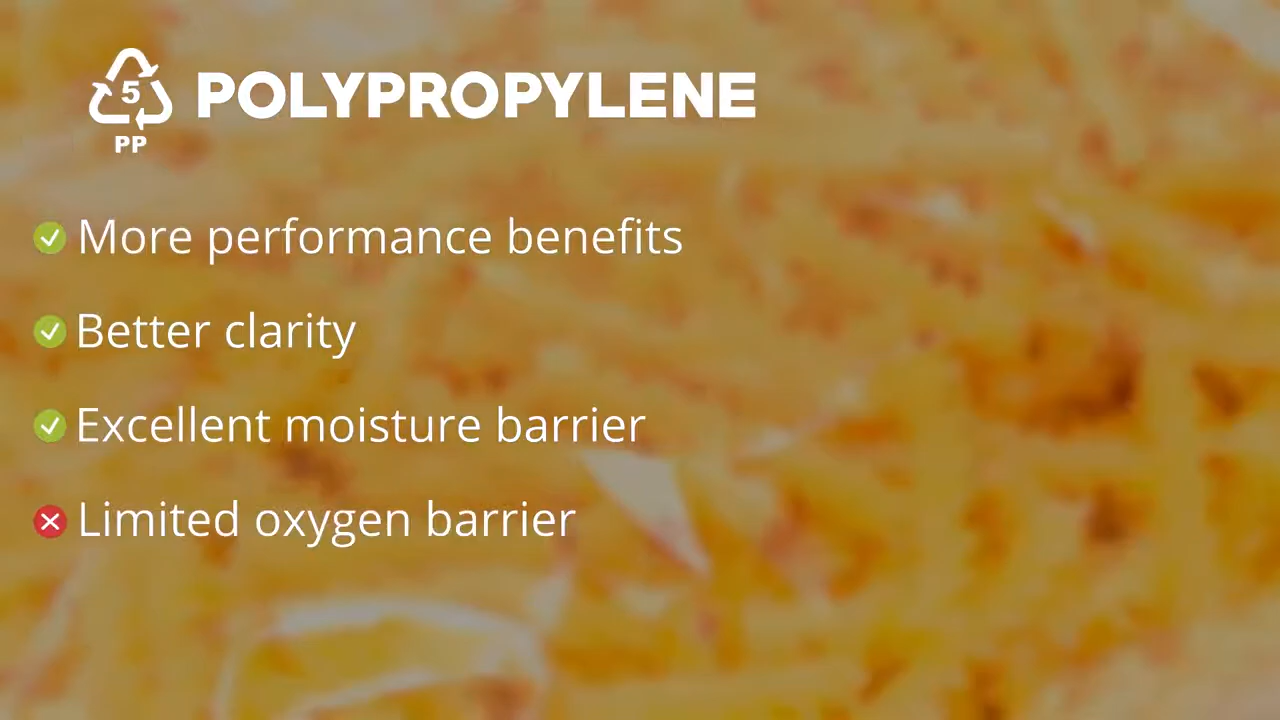 5
PP
POLYPROPYLENE
More performance benefits
Better clarity
Excellent moisture barrier
Limited oxygen barrier